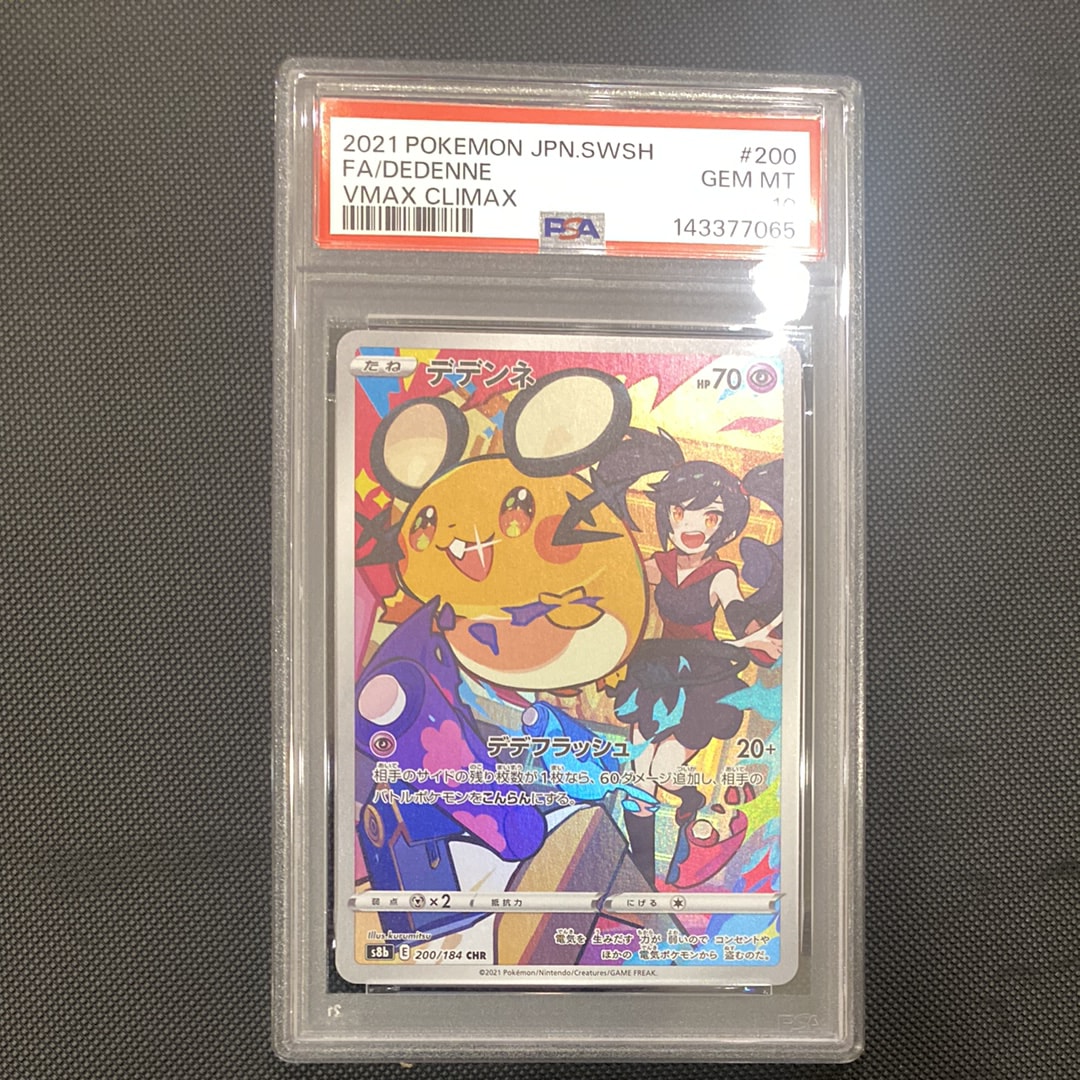 2021 POKEMON JPN.SWSH #200
FA/DEDENNE GEM MT
VMAX CLIMAX 10
PSA 143377065
たね デデンネ HP70
デデフラッシュ 20+
相手のサイドの残り枚数が1枚なら、60ダメージ追加し、相手の
バトルポケモンをこんらんにする。
弱点 ×2 抵抗力 にげる
Illus. kurumitsu
電気を 生みだす 力が 弱いので コンセントや
ほかの 電気ポケモンから 盗むのだ。
s8b E 200/184 CHR
©2021 Pokémon/Nintendo/Creatures/GAME FREAK.
PSA